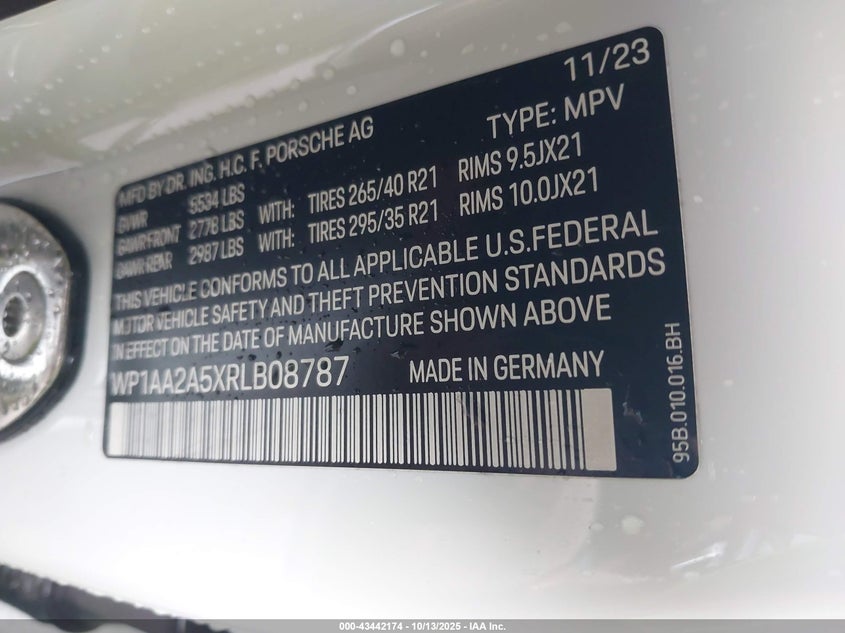 11/23
MFD BY DR. ING. H.C. F. PORSCHE AG TYPE: MPV
GVWR 5534 LBS
GAWR-FRONT 2778 LBS WITH: TIRES 265/40 R21 RIMS 9.5JX21
GAWR-REAR 2987 LBS WITH: TIRES 295/35 R21 RIMS 10.0JX21
THIS VEHICLE CONFORMS TO ALL APPLICABLE U.S.FEDERAL
MOTOR VEHICLE SAFETY AND THEFT PREVENTION STANDARDS
IN EFFECT ON THE DATE OF MANUFACTURE SHOWN ABOVE
WP1AA2A5XRLB08787 MADE IN GERMANY
95B.010.016.BH
000-43442174 | 10/13/2025 - IAA Inc.